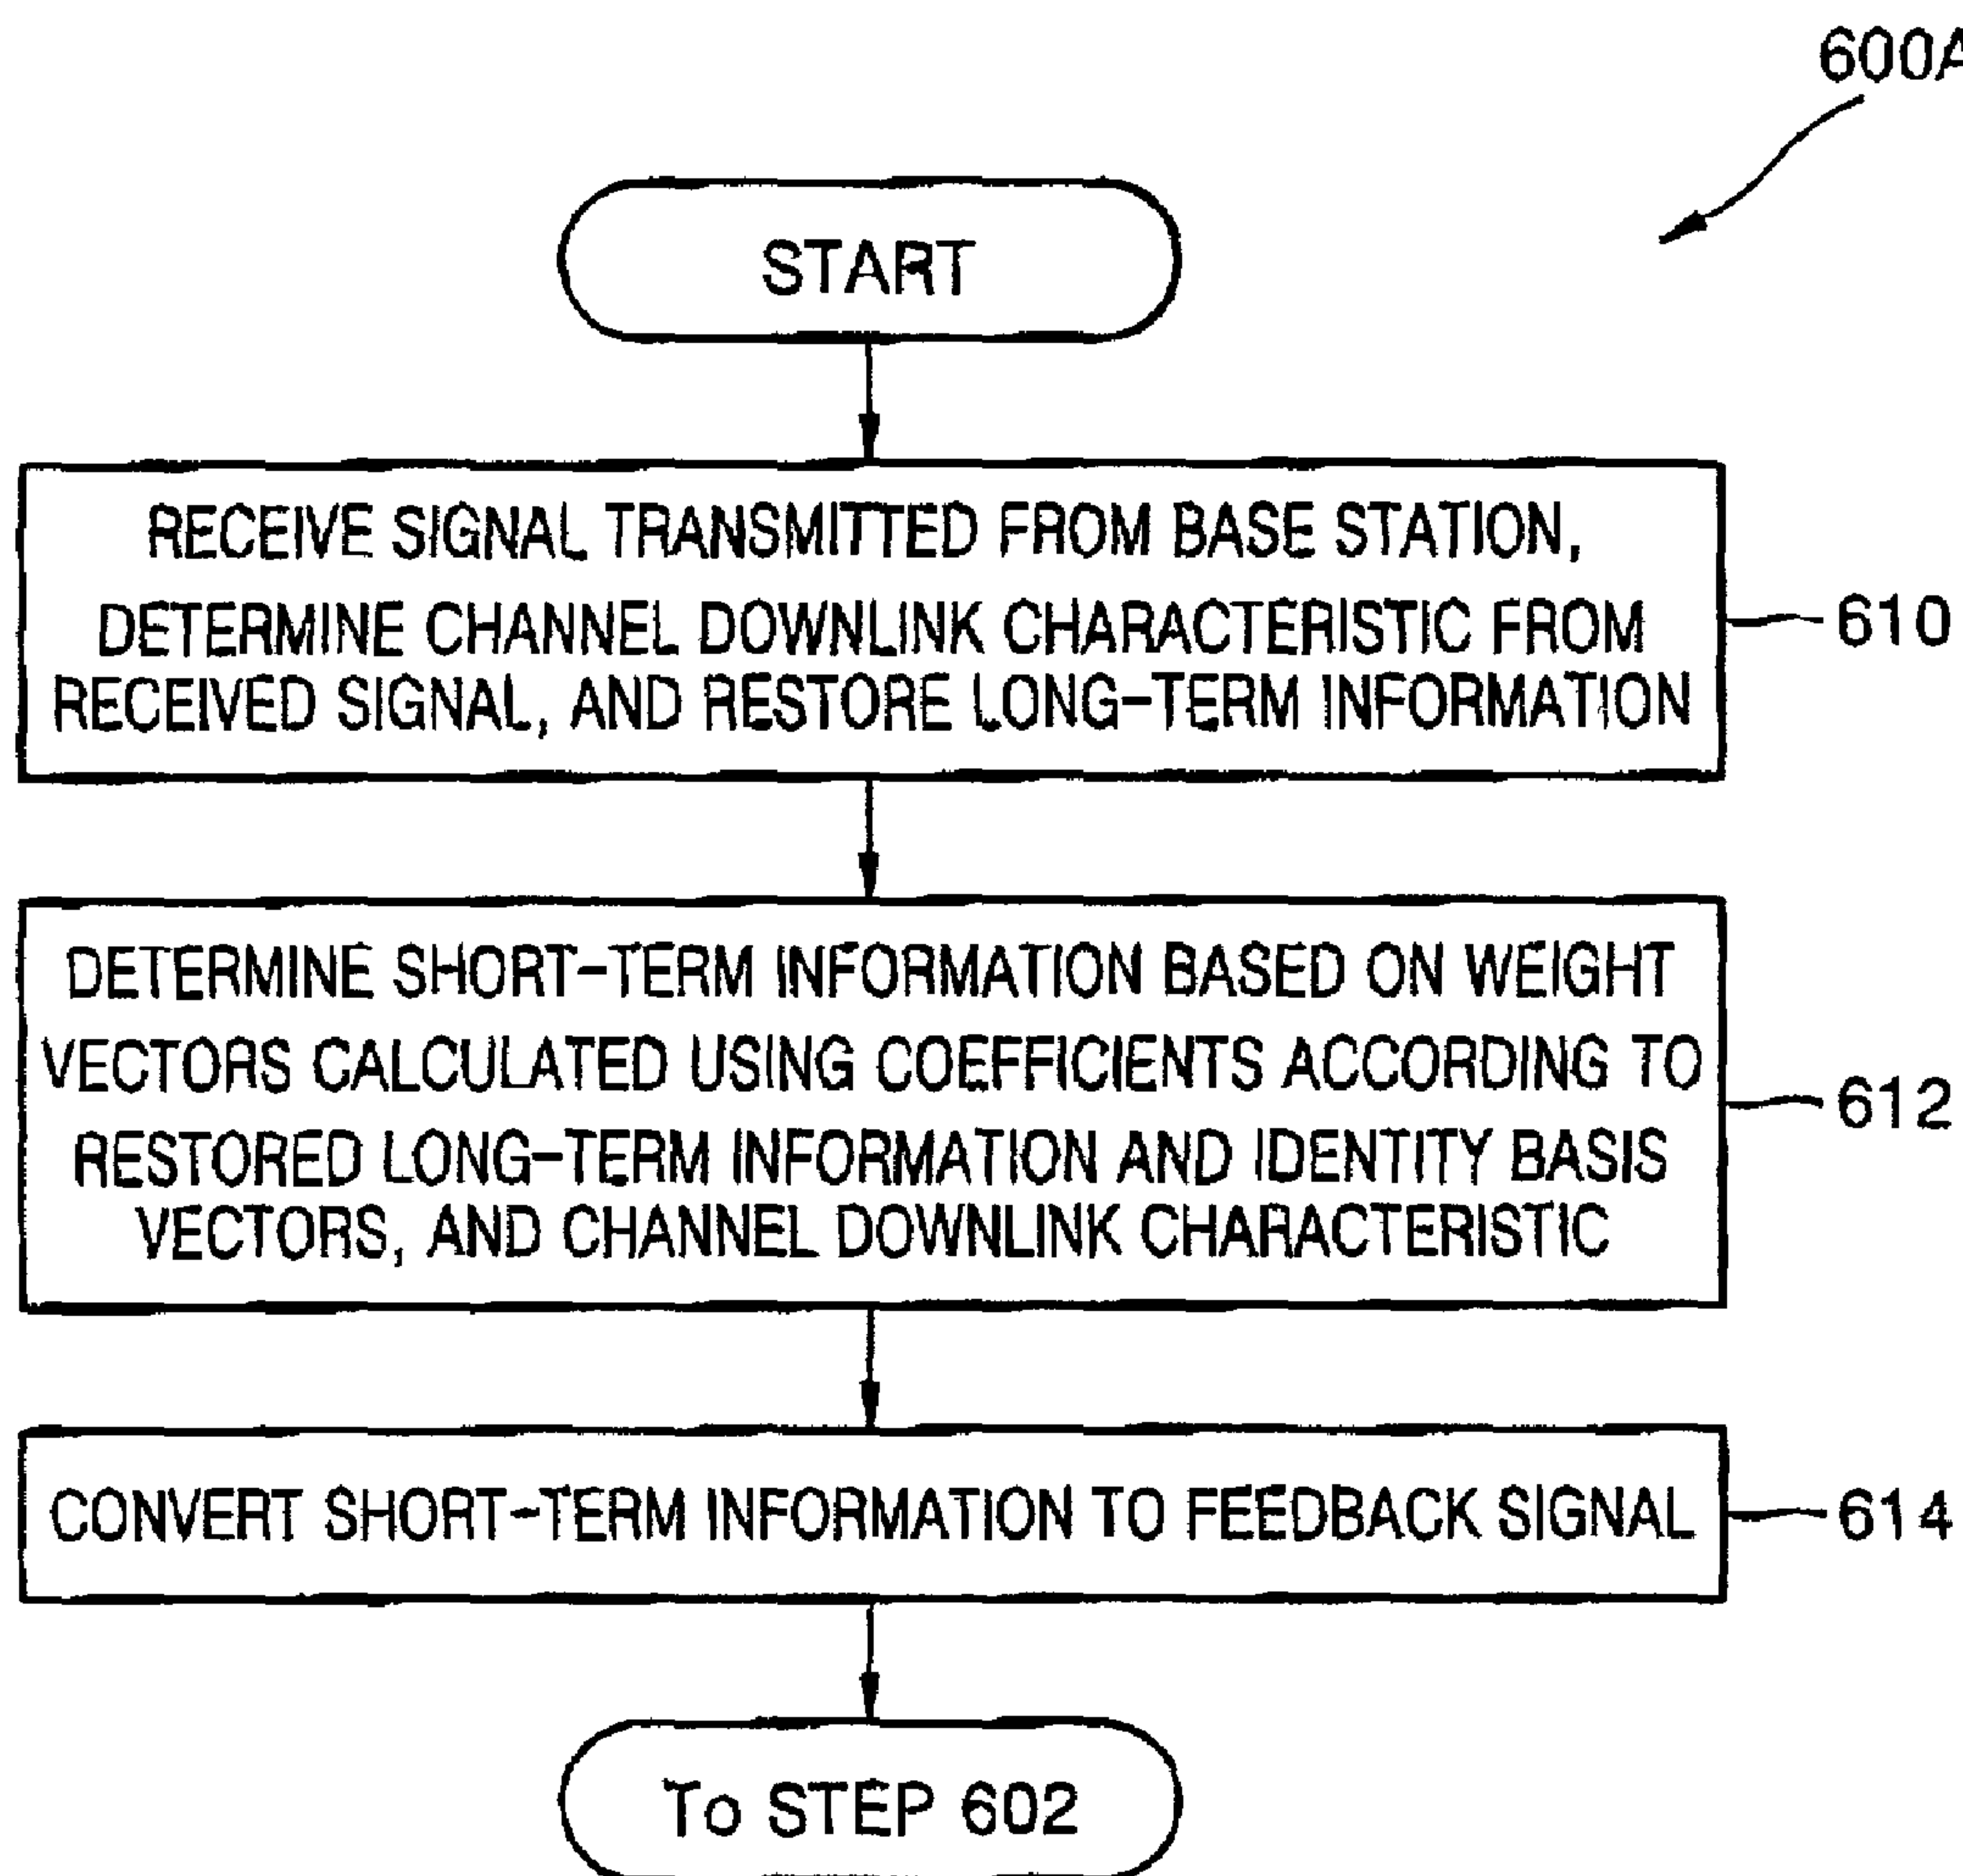 600A
START
RECEIVE SIGNAL TRANSMITTED FROM BASE STATION,
DETERMINE CHANNEL DOWNLINK CHARACTERISTIC FROM
RECEIVED SIGNAL, AND RESTORE LONG-TERM INFORMATION
610
DETERMINE SHORT-TERM INFORMATION BASED ON WEIGHT
VECTORS CALCULATED USING COEFFICIENTS ACCORDING TO
RESTORED LONG-TERM INFORMATION AND IDENTITY BASIS
VECTORS, AND CHANNEL DOWNLINK CHARACTERISTIC
612
CONVERT SHORT-TERM INFORMATION TO FEEDBACK SIGNAL
614
To STEP 602